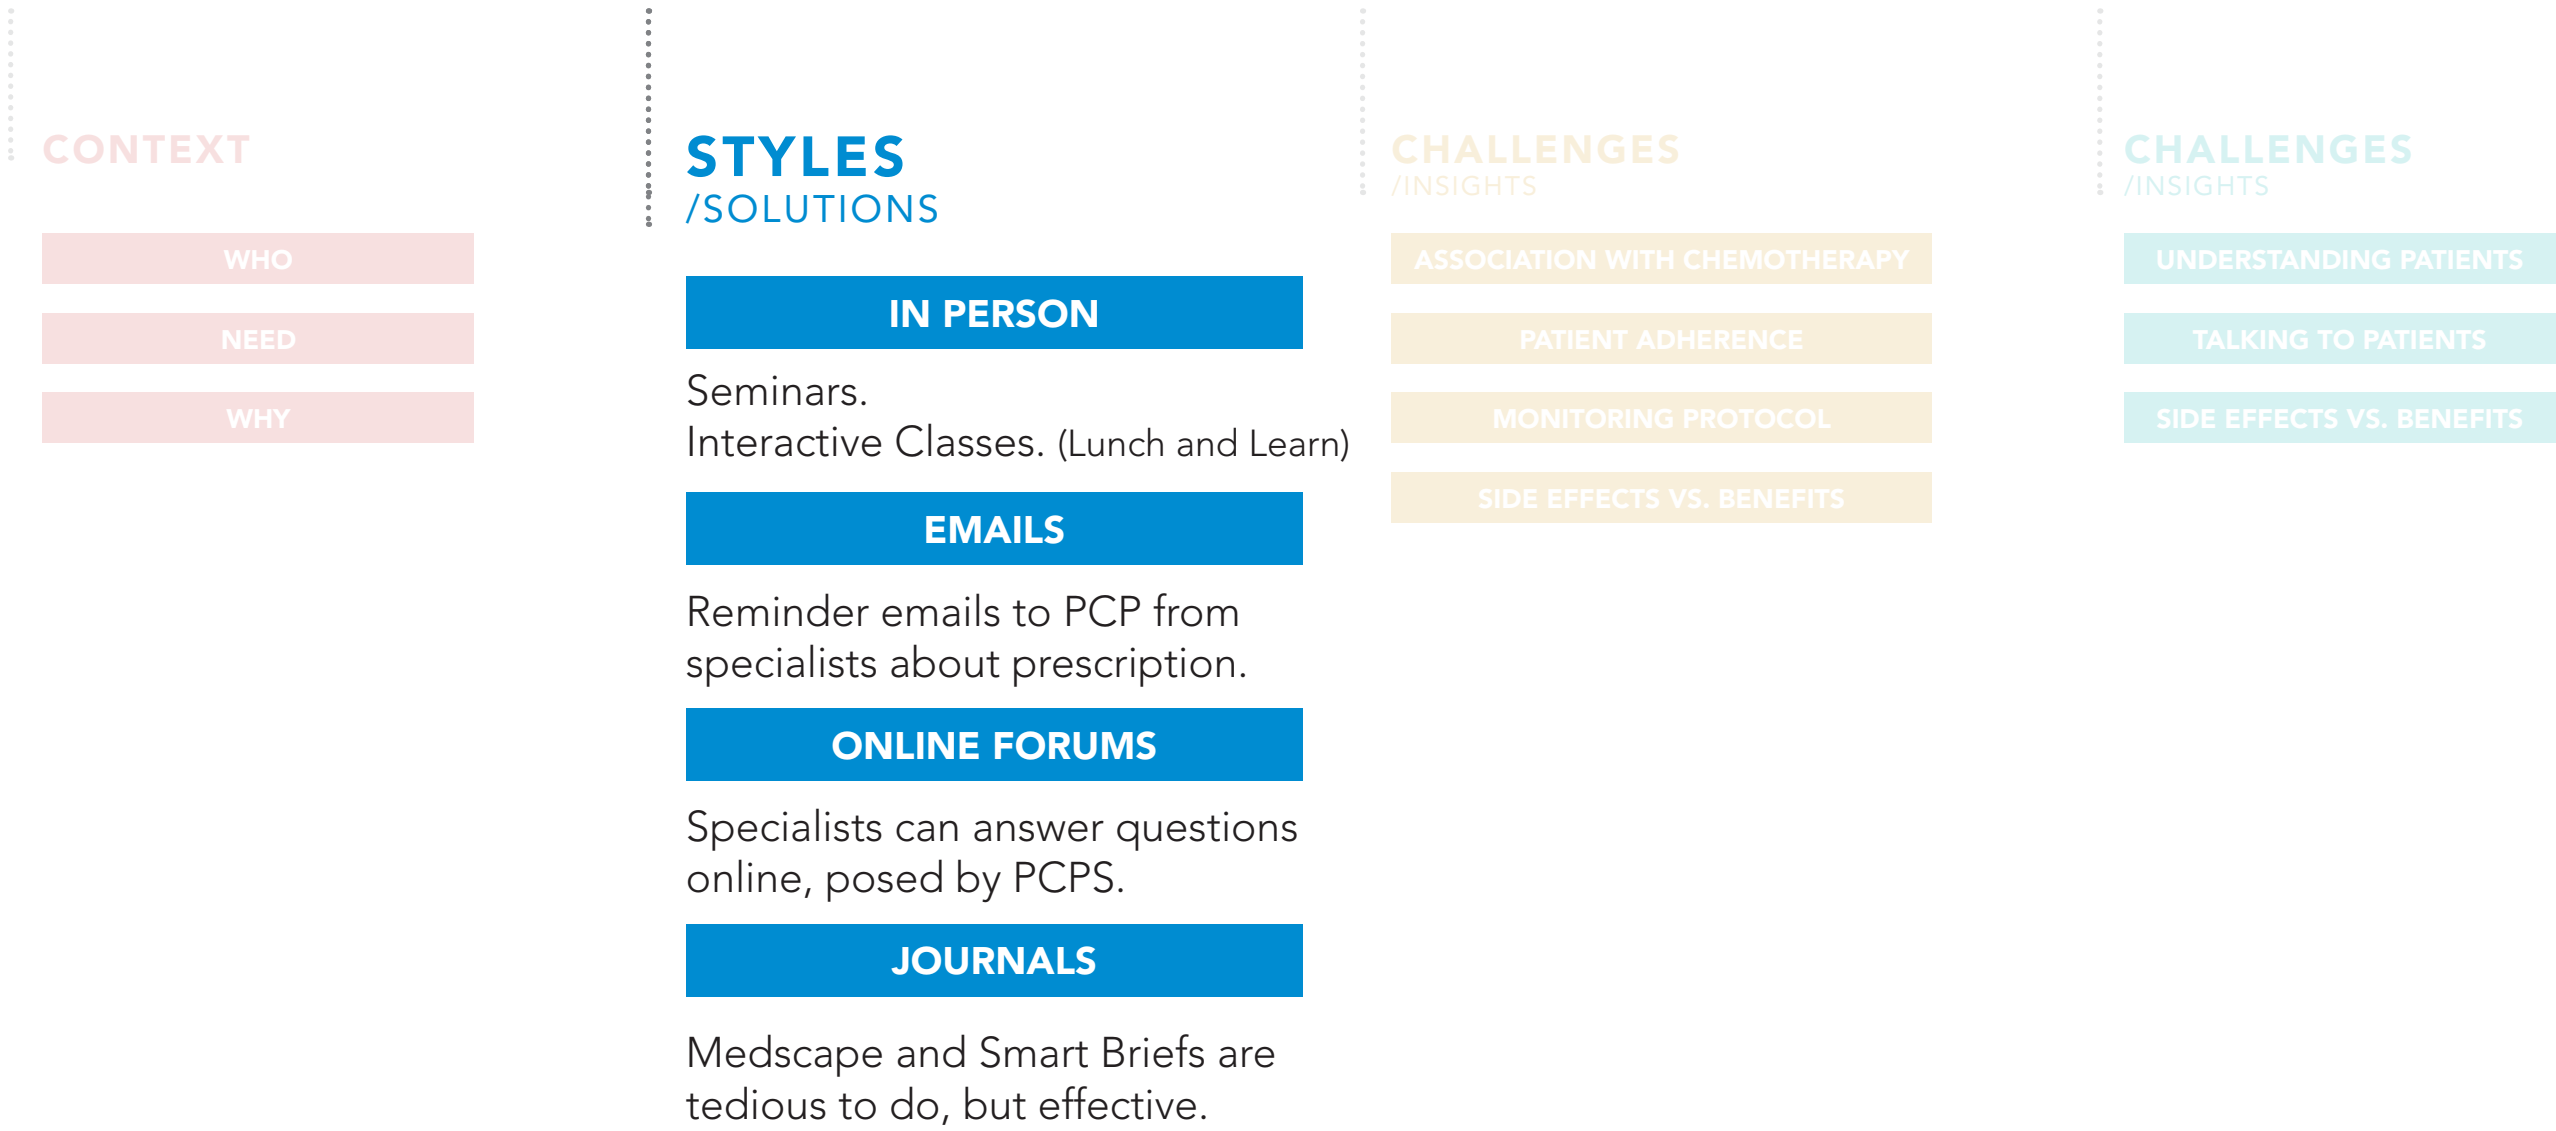 CONTEXT
WHO
NEED
WHY
STYLES
/SOLUTIONS
IN PERSON
Seminars.
Interactive Classes. (Lunch and Learn)
EMAILS
Reminder emails to PCP from
specialists about prescription.
ONLINE FORUMS
Specialists can answer questions
online, posed by PCPS.
JOURNALS
Medscape and Smart Briefs are
tedious to do, but effective.
CHALLENGES
/INSIGHTS
ASSOCIATION WITH CHEMOTHERAPY
PATIENT ADHERENCE
MONITORING PROTOCOL
SIDE EFFECTS VS. BENEFITS
CHALLENGES
/INSIGHTS
UNDERSTANDING PATIENTS
TALKING TO PATIENTS
SIDE EFFECTS VS. BENEFITS